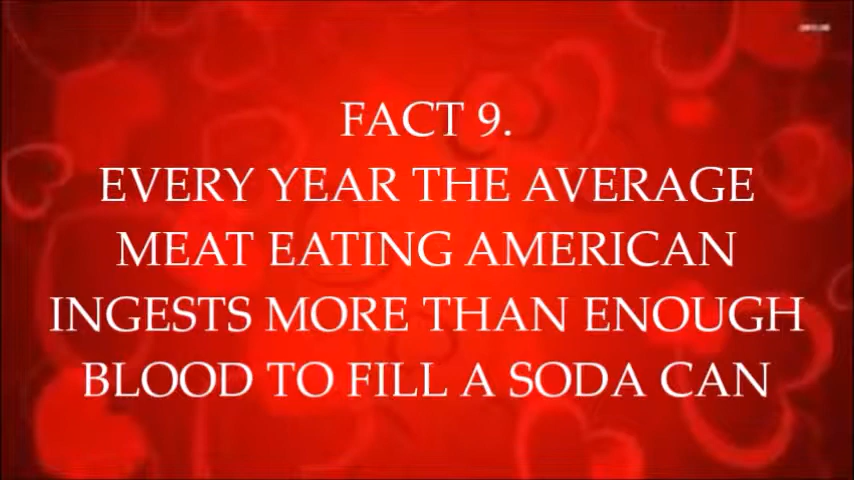 FACT 9.
EVERY YEAR THE AVERAGE
MEAT EATING AMERICAN
INGESTS MORE THAN ENOUGH
BLOOD TO FILL A SODA CAN